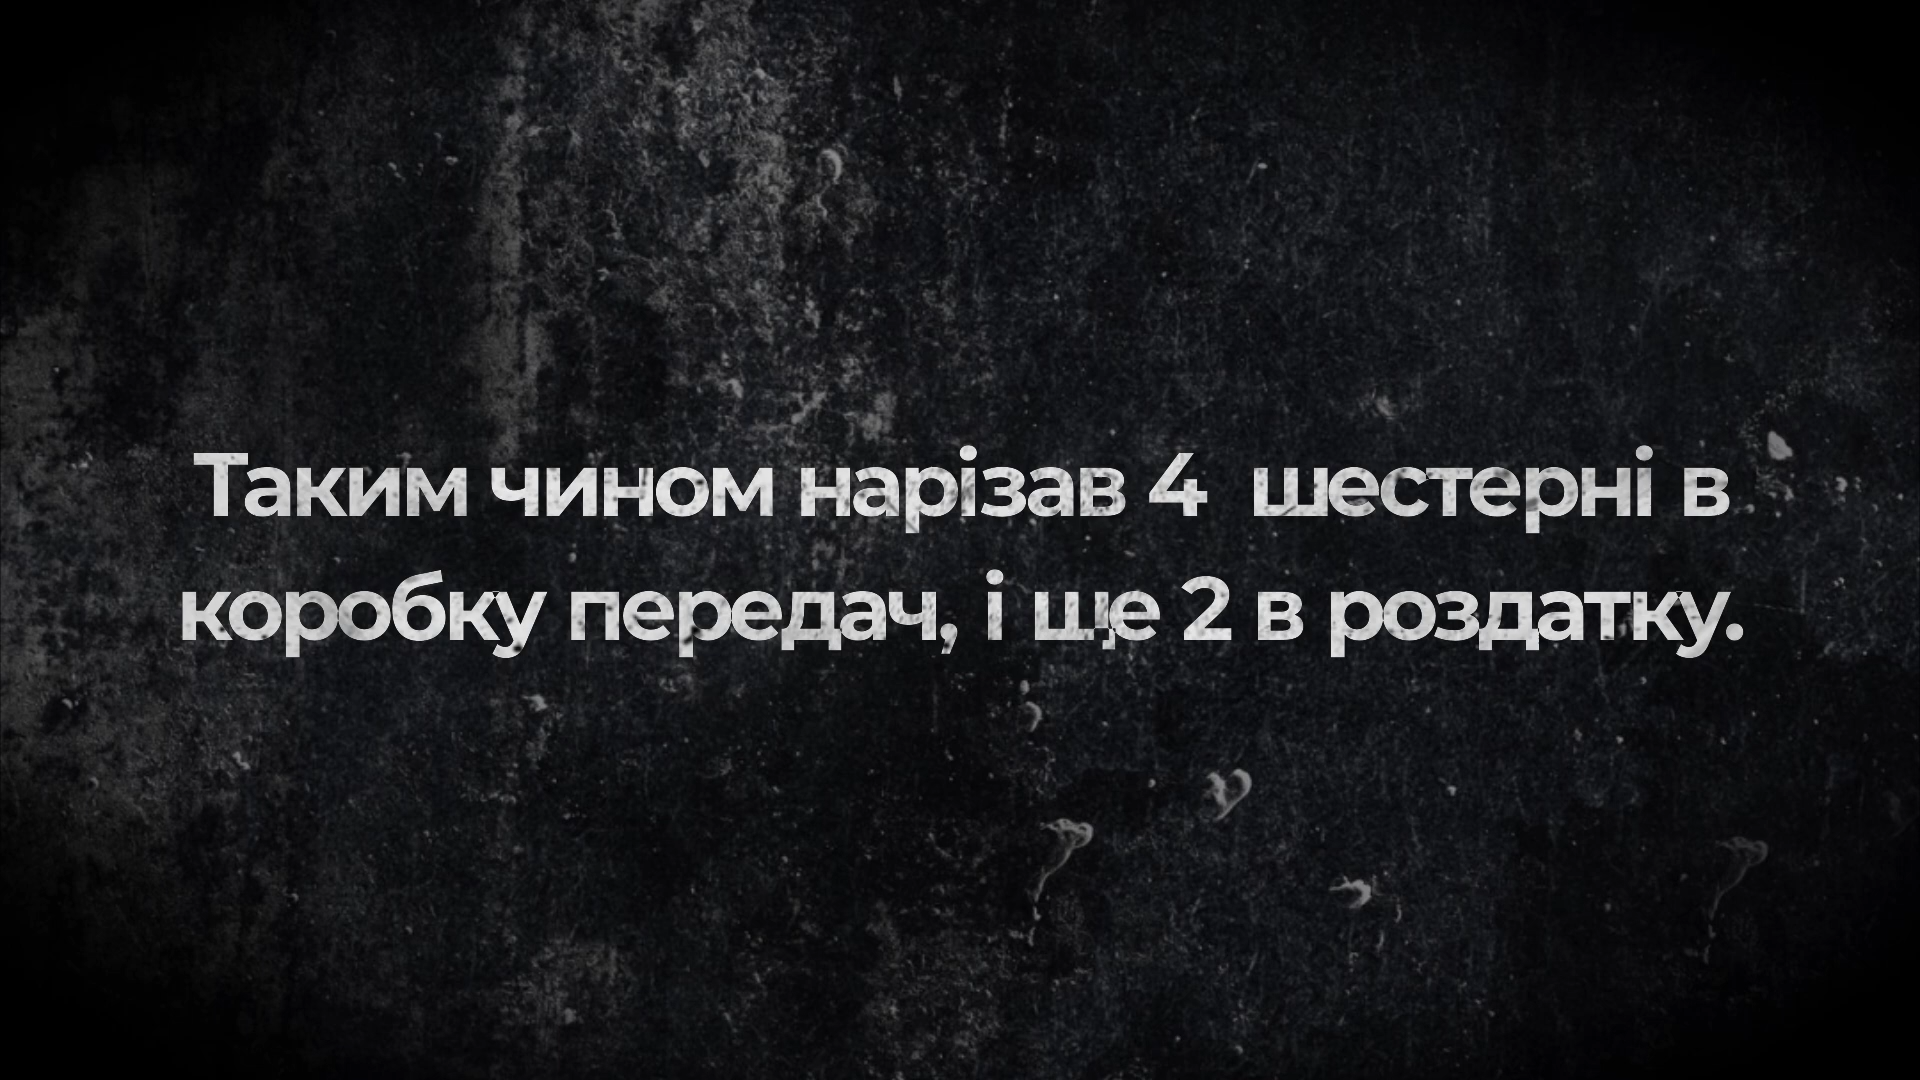 Таким чином нарізав 4  шестерні в
коробку передач, і ще 2 в роздатку.